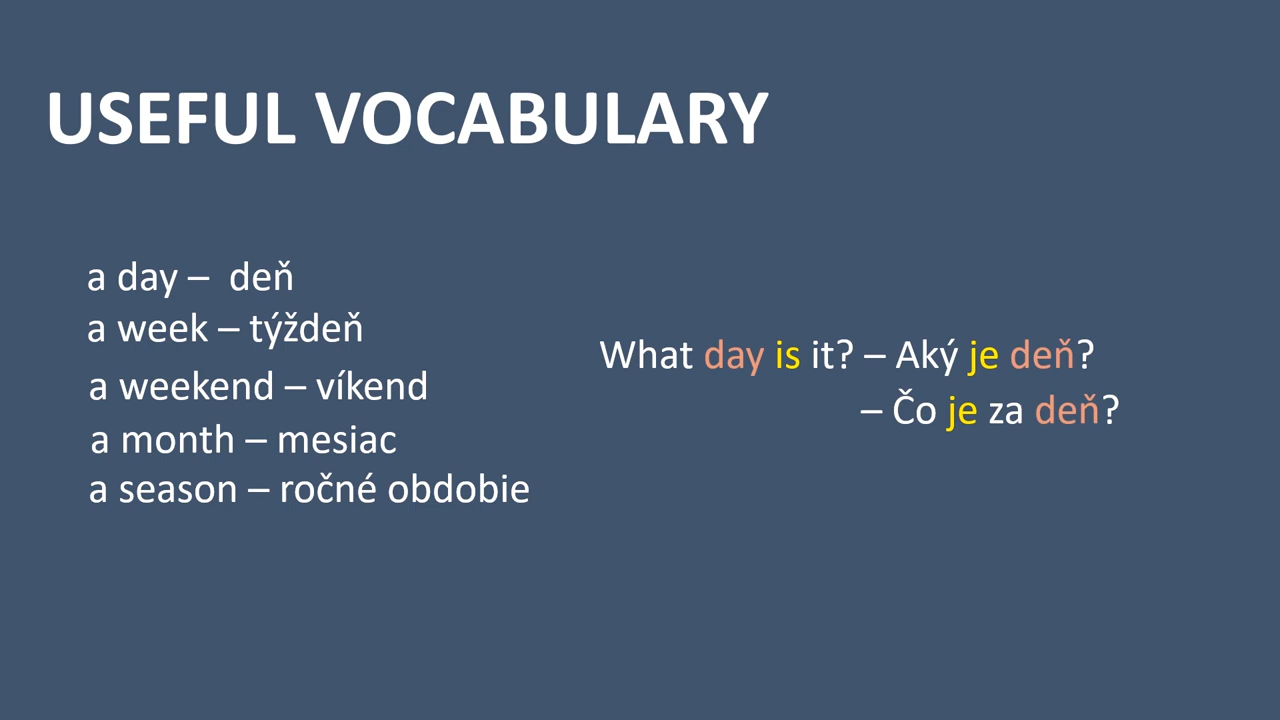 USEFUL VOCABULARY
a day – deň
a week – týždeň
a weekend – víkend
a month – mesiac
a season – ročné obdobie
What day is it? – Aký je deň?
– Čo je za deň?